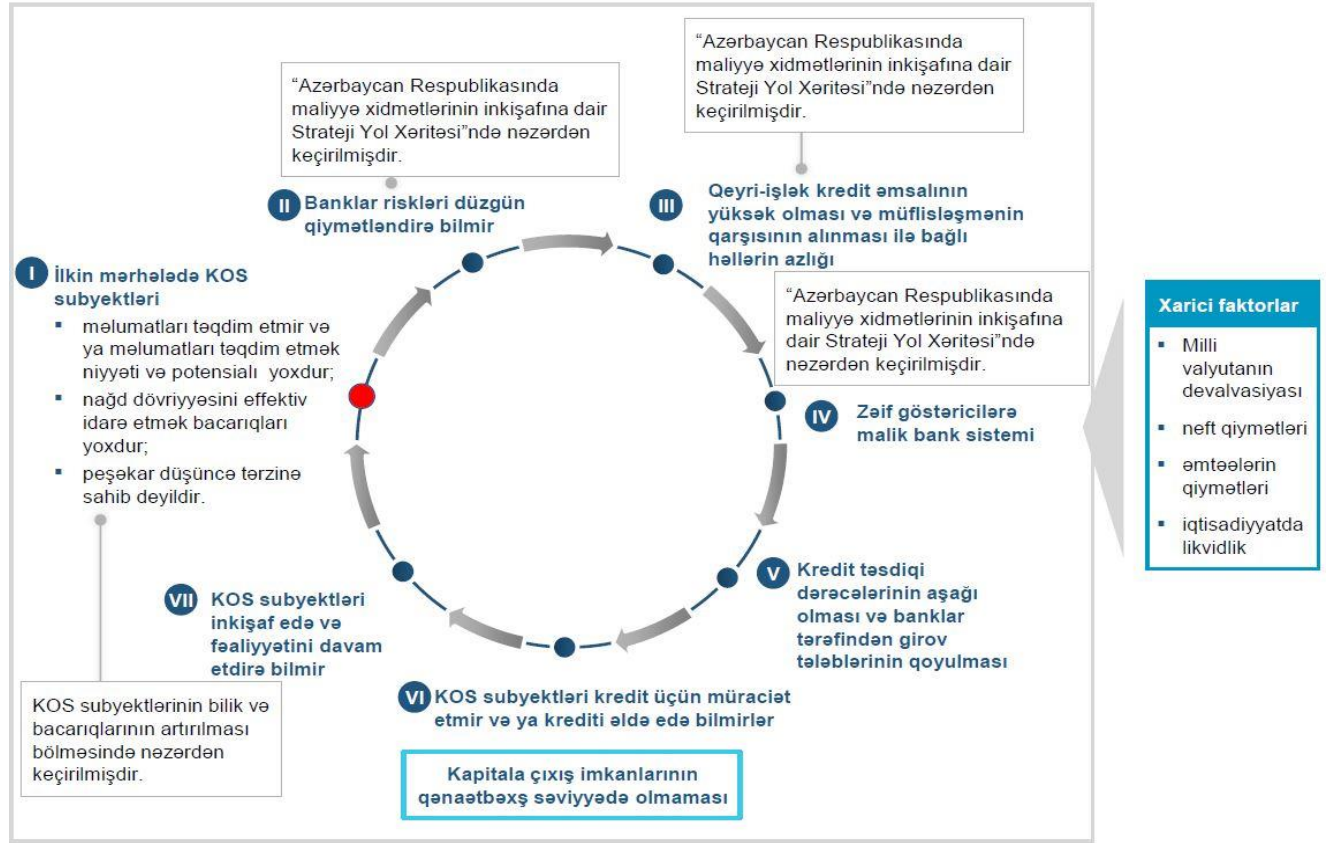 “Azərbaycan Respublikasında
maliyyə xidmətlərinin inkişafına dair
Strateji Yol Xəritəsi”ndə nəzərdən
keçirilmişdir.
“Azərbaycan Respublikasında
maliyyə xidmətlərinin inkişafına dair
Strateji Yol Xəritəsi”ndə nəzərdən
keçirilmişdir.
II Banklar riskləri düzgün
qiymətləndirə bilmir
III Qeyri-işlək kredit əmsalının
yüksək olması və müflisləşmənin
qarşısının alınması ilə bağlı
həllərin azlığı
I İlkin mərhələdə KOS
subyektləri
▪ məlumatları təqdim etmir və
ya məlumatları təqdim etmək
niyyəti və potensialı yoxdur;
▪ nağd dövriyyəsini effektiv
idarə etmək bacarıqları
yoxdur;
▪ peşəkar düşüncə tərzinə
sahib deyildir.
“Azərbaycan Respublikasında
maliyyə xidmətlərinin inkişafına
dair Strateji Yol Xəritəsi”ndə
nəzərdən keçirilmişdir.
IV Zəif göstəricilərə
malik bank sistemi
Xarici faktorlar
▪ Milli
valyutanın
devalvasiyası
▪ neft qiymətləri
▪ əmtəələrin
qiymətləri
▪ iqtisadiyyatda
likvidlik
V Kredit təsdiqi
dərəcələrinin aşağı
olması və banklar
tərəfindən girov
tələblərinin qoyulması
VII KOS subyektləri
inkişaf edə və
fəaliyyətini davam
etdirə bilmir
VI KOS subyektləri kredit üçün müraciət
etmir və ya krediti əldə edə bilmirlər
KOS subyektlərinin bilik və
bacarıqlarının artırılması
bölməsində nəzərdən
keçirilmişdir.
Kapitala çıxış imkanlarının
qənaətbəxş səviyyədə olmaması